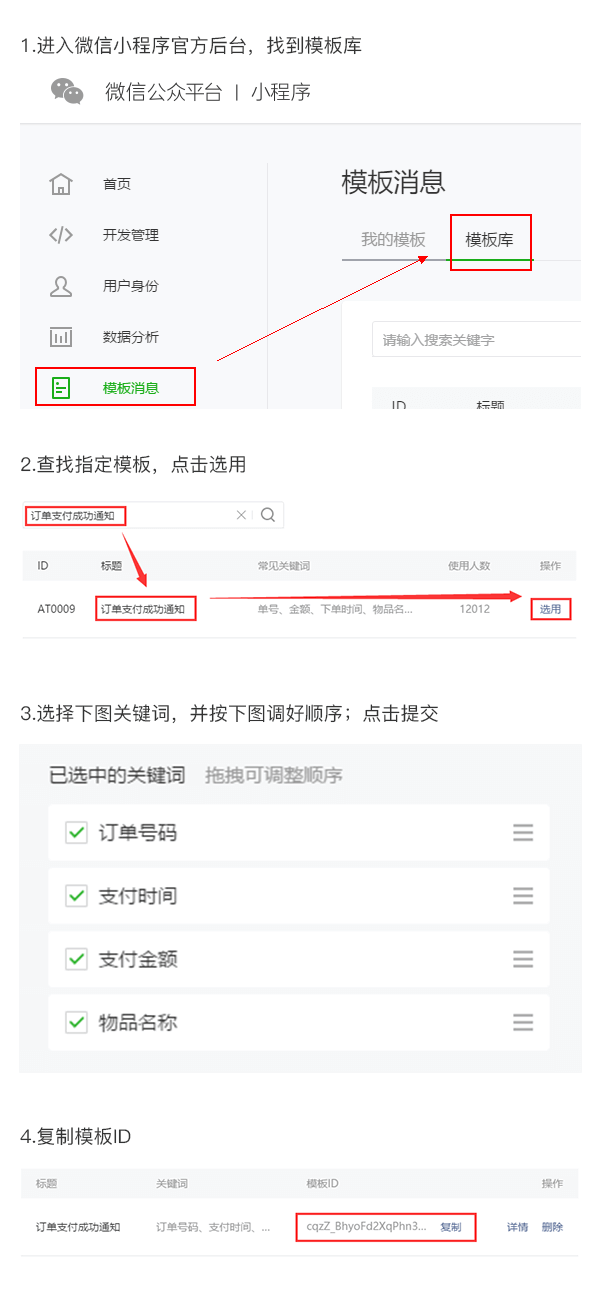 1.进入微信小程序官方后台，找到模板库
微信公众平台 | 小程序
首页
开发管理
用户身份
数据分析
模板消息
模板消息
我的模板 模板库
请输入搜索关键字
ID 标题
2.查找指定模板，点击选用
订单支付成功通知
ID 标题 常见关键词 使用人数 操作
AT0009 订单支付成功通知 单号、金额、下单时间、物品名... 12012 选用
3.选择下图关键词，并按下图调好顺序；点击提交
已选中的关键词 拖拽可调整顺序
订单号码
支付时间
支付金额
物品名称
4.复制模板ID
标题 关键词 模板ID 操作
订单支付成功通知 订单号码、支付时间、... cqzZ_BhyoFd2XqPhn3... 复制 详情 删除